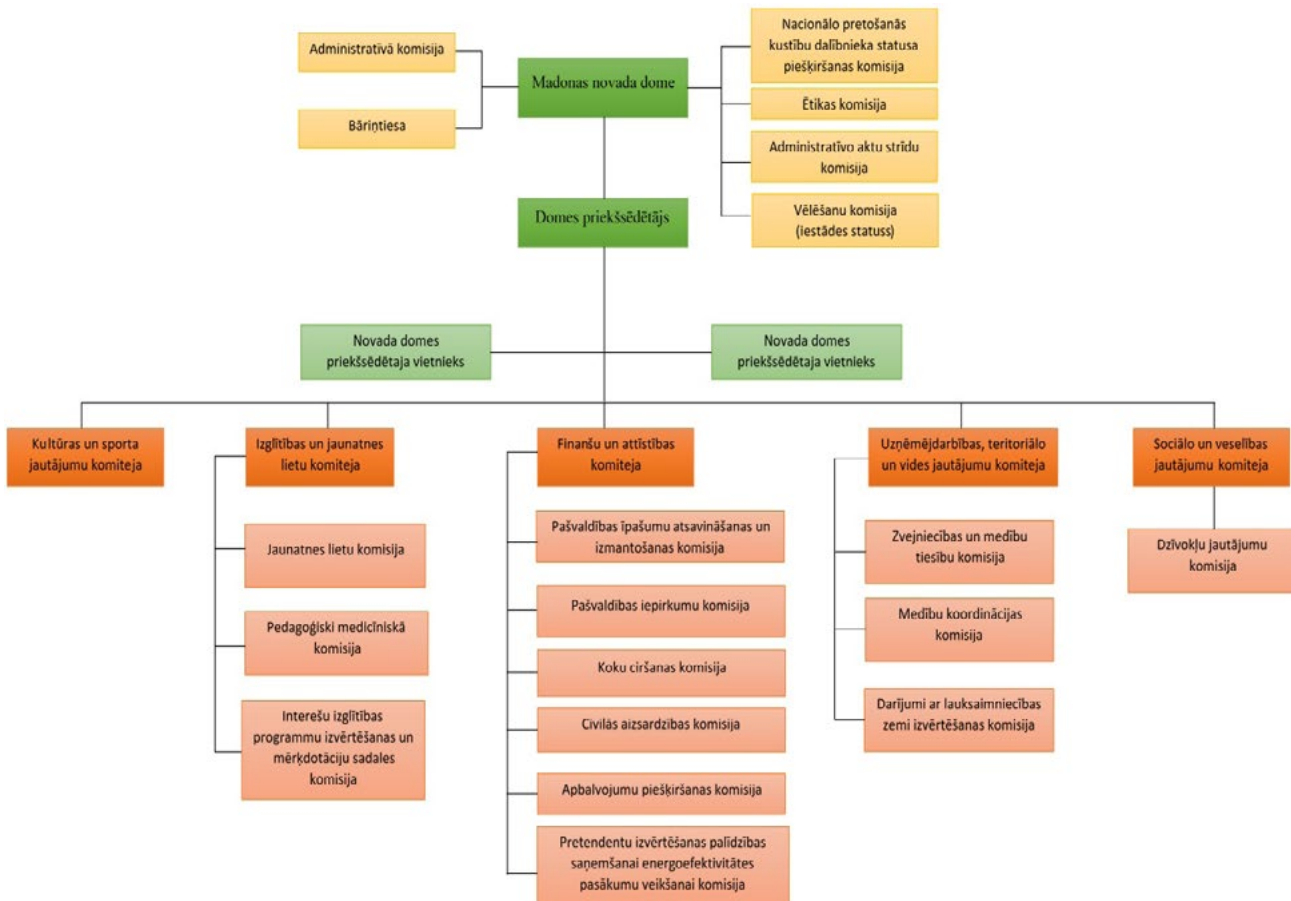 Administratīvā komisija
Bāriņtiesa
Madonas novada dome
Nacionālo pretošanās
kustību dalībnieka statusa
piešķiršanas komisija
Ētikas komisija
Administratīvo aktu strīdu
komisija
Vēlēšanu komisija
(iestādes statuss)
Domes priekšsēdētājs
Novada domes
priekšsēdētaja vietnieks
Novada domes
priekšsēdētaja vietnieks
Kultūras un sporta
jautājumu komiteja
Izglītības un jaunatnes
lietu komiteja
Jaunatnes lietu komisija
Pedagoģiski medicīniskā
komisija
Interešu izglītības
programmu izvērtēšanas un
mērķdotāciju sadales
komisija
Finanšu un attīstības
komiteja
Pašvaldības īpašumu atsavināšanas un
izmantošanas komisija
Pašvaldības iepirkumu komisija
Koku ciršanas komisija
Civilās aizsardzības komisija
Apbalvojumu piešķiršanas komisija
Pretendentu izvērtēšanas palīdzības
saņemšanai energoefektivitātes
pasākumu veikšanai komisija
Uzņēmējdarbības, teritoriālo
un vides jautājumu komiteja
Zvejniecības un medību
tiesību komisija
Medību koordinācijas
komisija
Darījumi ar lauksaimniecības
zemi izvērtēšanas komisija
Sociālo un veselības
jautājumu komiteja
Dzīvokļu jautājumu
komisija